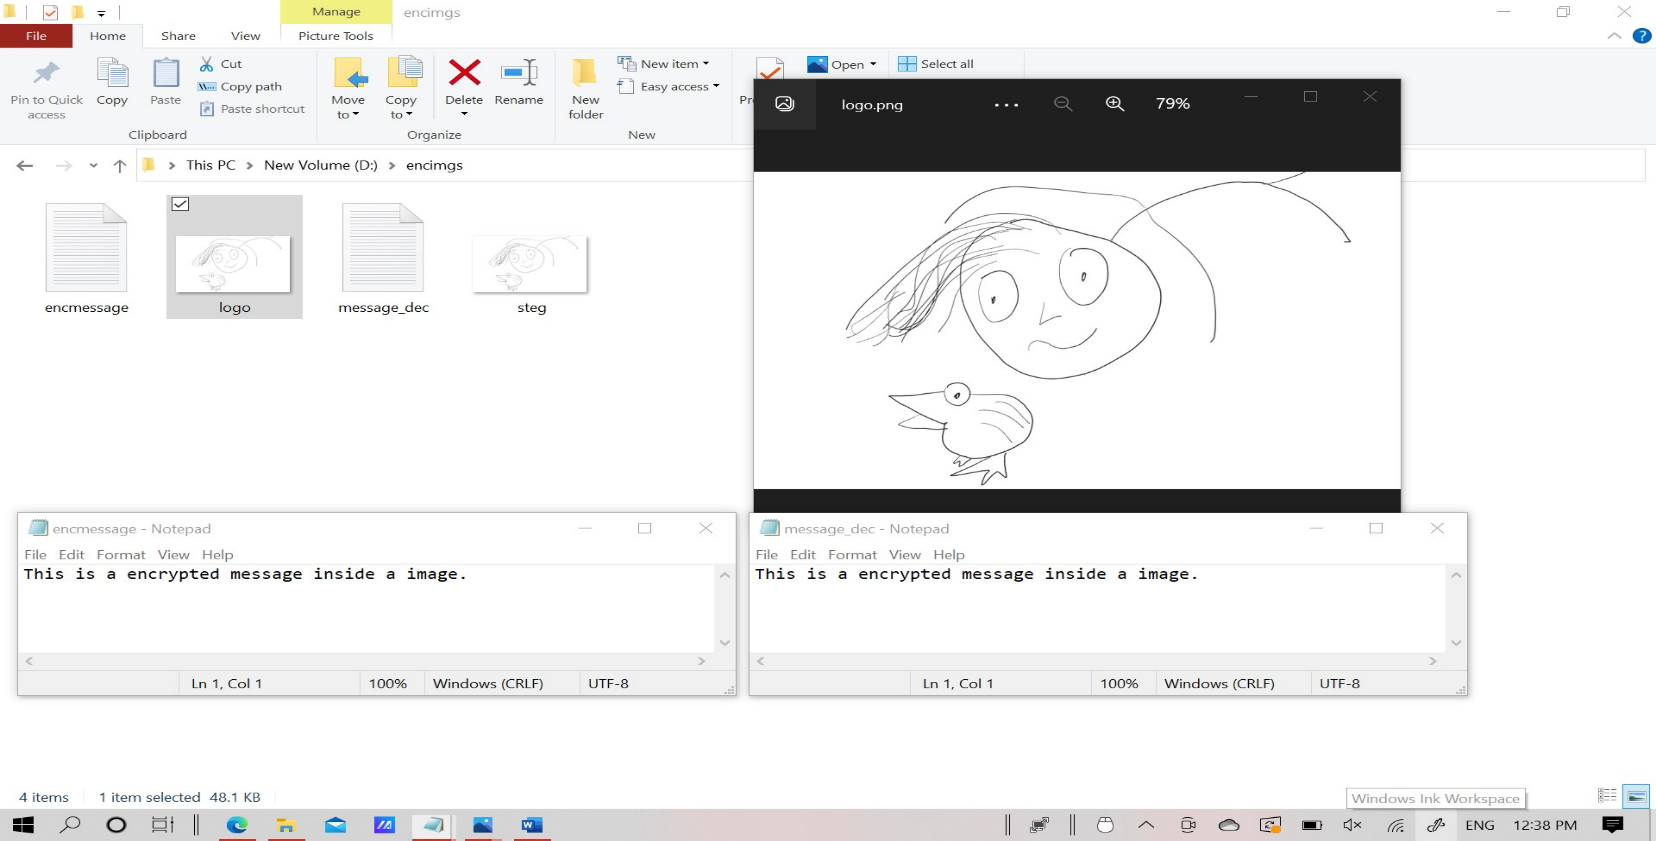 Manage
encimgs
File
Home
Share
View
Picture Tools
Pin to Quick
access
Copy
Paste
Cut
Copy path
Paste shortcut
Clipboard
Move
to
Copy
to
Delete
Rename
Organize
New
folder
New item
Easy access
New
Open
Select all
logo.png
79%
This PC
New Volume (D:)
encimgs
encmessage
logo
message_dec
steg
encmessage - Notepad
File Edit Format View Help
This is a encrypted message inside a image.
Ln 1, Col 1
100%
Windows (CRLF)
UTF-8
message_dec - Notepad
File Edit Format View Help
This is a encrypted message inside a image.
Ln 1, Col 1
100%
Windows (CRLF)
UTF-8
4 items
1 item selected 48.1 KB
Windows Ink Workspace
ENG
12:38 PM